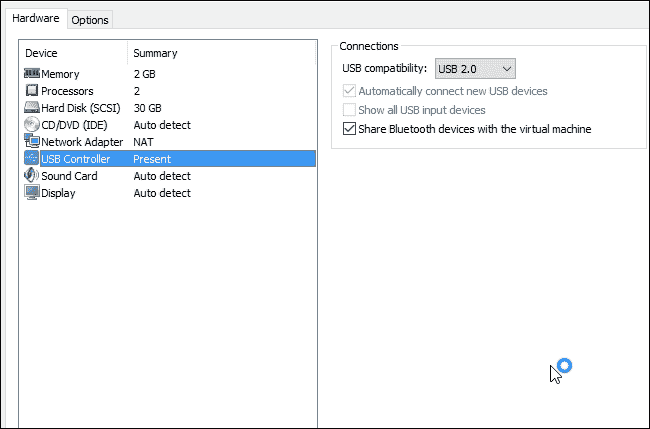 Hardware Options
Device Summary
Memory 2 GB
Processors 2
Hard Disk (SCSI) 30 GB
CD/DVD (IDE) Auto detect
Network Adapter NAT
USB Controller Present
Sound Card Auto detect
Display Auto detect
Connections
USB compatibility: USB 2.0
Automatically connect new USB devices
Show all USB input devices
Share Bluetooth devices with the virtual machine